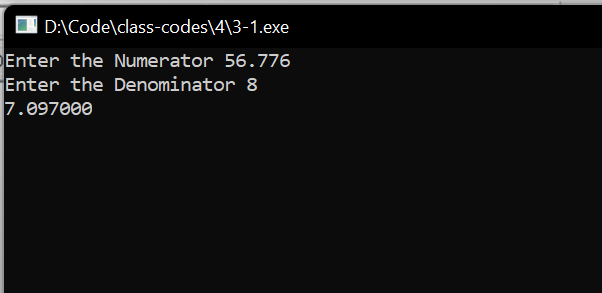 D:\Code\class-codes\4\3-1.exe
Enter the Numerator 56.776
Enter the Denominator 8
7.097000